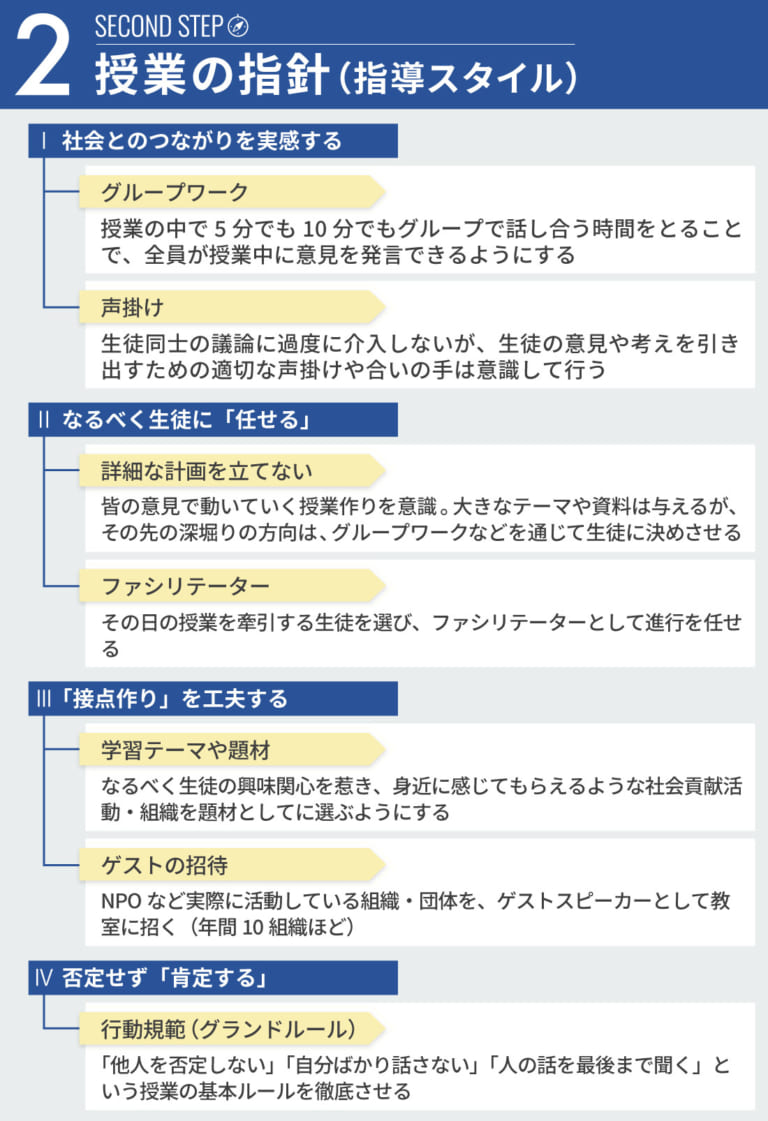 2
SECOND STEP
授業の指針（指導スタイル）
Ⅰ 社会とのつながりを実感する
グループワーク
授業の中で 5 分でも 10 分でもグループで話し合う時間をとること
で、全員が授業中に意見を発言できるようにする
声掛け
生徒同士の議論に過度に介入しないが、生徒の意見や考えを引き
出すための適切な声掛けや合いの手は意識して行う
Ⅱ なるべく生徒に「任せる」
詳細な計画を立てない
皆の意見で動いていく授業作りを意識。大きなテーマや資料は与えるが、
その先の深堀りの方向は、グループワークなどを通じて生徒に決めさせる
ファシリテーター
その日の授業を牽引する生徒を選び、ファシリテーターとして進行を任せ
る
Ⅲ「接点作り」を工夫する
学習テーマや題材
なるべく生徒の興味関心を惹き、身近に感じてもらえるような社会貢献活
動・組織を題材としてに選ぶようにする
ゲストの招待
NPO など実際に活動している組織・団体を、ゲストスピーカーとして教
室に招く（年間 10 組織ほど）
Ⅳ 否定せず「肯定する」
行動規範（グランドルール）
「他人を否定しない」「自分ばかり話さない」「人の話を最後まで聞く」と
いう授業の基本ルールを徹底させる